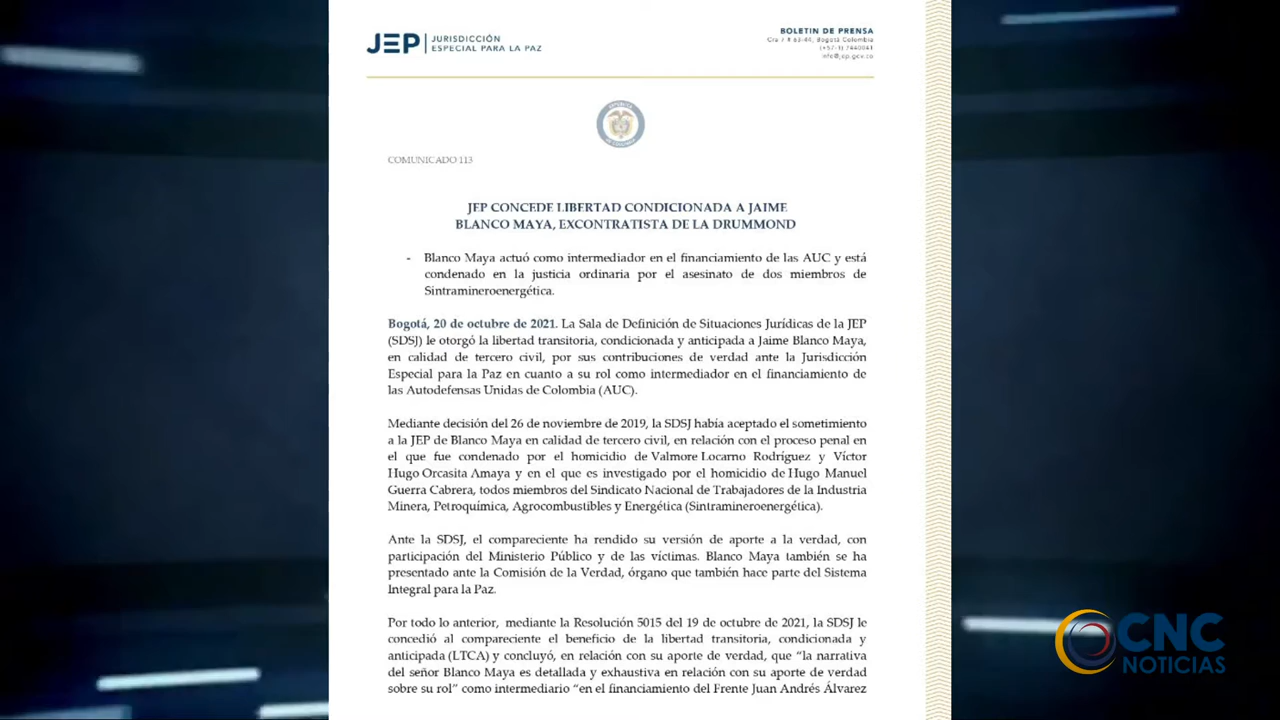 JEP
JURISDICCIÓN
ESPECIAL PARA LA PAZ
BOLETIN DE PRENSA
Cra 7 # 63-44, Bogotá Colombia
(+57-1) 7440041
info@jep.gov.co
COMUNICADO 113
JEP CONCEDE LIBERTAD CONDICIONADA A JAIME
BLANCO MAYA, EXCONTRATISTA DE LA DRUMMOND
- Blanco Maya actuó como intermediador en el financiamiento de las AUC y está
condenado en la justicia ordinaria por el asesinato de dos miembros de
Sintramineroenergética.
Bogotá, 20 de octubre de 2021. La Sala de Definición de Situaciones Jurídicas de la JEP
(SDSJ) le otorgó la libertad transitoria, condicionada y anticipada a Jaime Blanco Maya,
en calidad de tercero civil, por sus contribuciones de verdad ante la Jurisdicción
Especial para la Paz en cuanto a su rol como intermediador en el financiamiento de
las Autodefensas Unidas de Colombia (AUC).
Mediante decisión del 26 de noviembre de 2019, la SDSJ había aceptado el sometimiento
a la JEP de Blanco Maya en calidad de tercero civil, en relación con el proceso penal en
el que fue condenado por el homicidio de Valmore Locarno Rodríguez y Víctor
Hugo Orcasita Amaya y en el que es investigado por el homicidio de Hugo Manuel
Guerra Cabrera, todos miembros del Sindicato Nacional de Trabajadores de la Industria
Minera, Petroquímica, Agrocombustibles y Energética (Sintramineroenergética).
Ante la SDSJ, el compareciente ha rendido su versión de aporte a la verdad, con
participación del Ministerio Público y de las víctimas. Blanco Maya también se ha
presentado ante la Comisión de la Verdad, órgano que también hace parte del Sistema
Integral para la Paz.
Por todo lo anterior, mediante la Resolución 5015 del 19 de octubre de 2021, la SDSJ le
concedió al compareciente el beneficio de la libertad transitoria, condicionada y
anticipada (LTCA) y concluyó, en relación con su aporte de verdad, que "la narrativa
del señor Blanco Maya es detallada y exhaustiva en relación con su aporte de verdad
sobre su rol" como intermediario "en el financiamiento del Frente Juan Andrés Álvarez
CNC
NOTICIAS